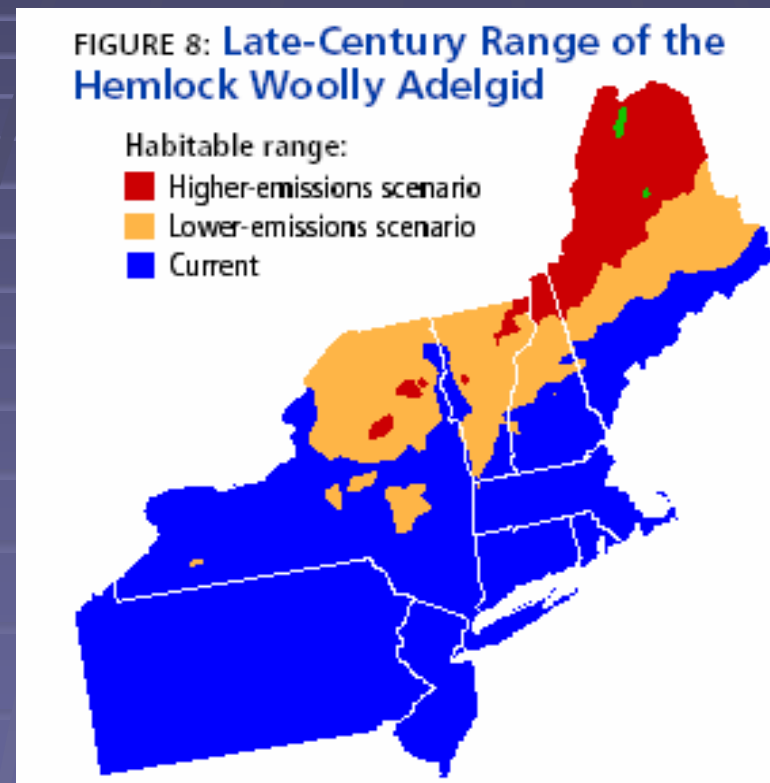 FIGURE 8: Late-Century Range of the
Hemlock Woolly Adelgid
Habitable range:
Higher-emissions scenario
Lower-emissions scenario
Current